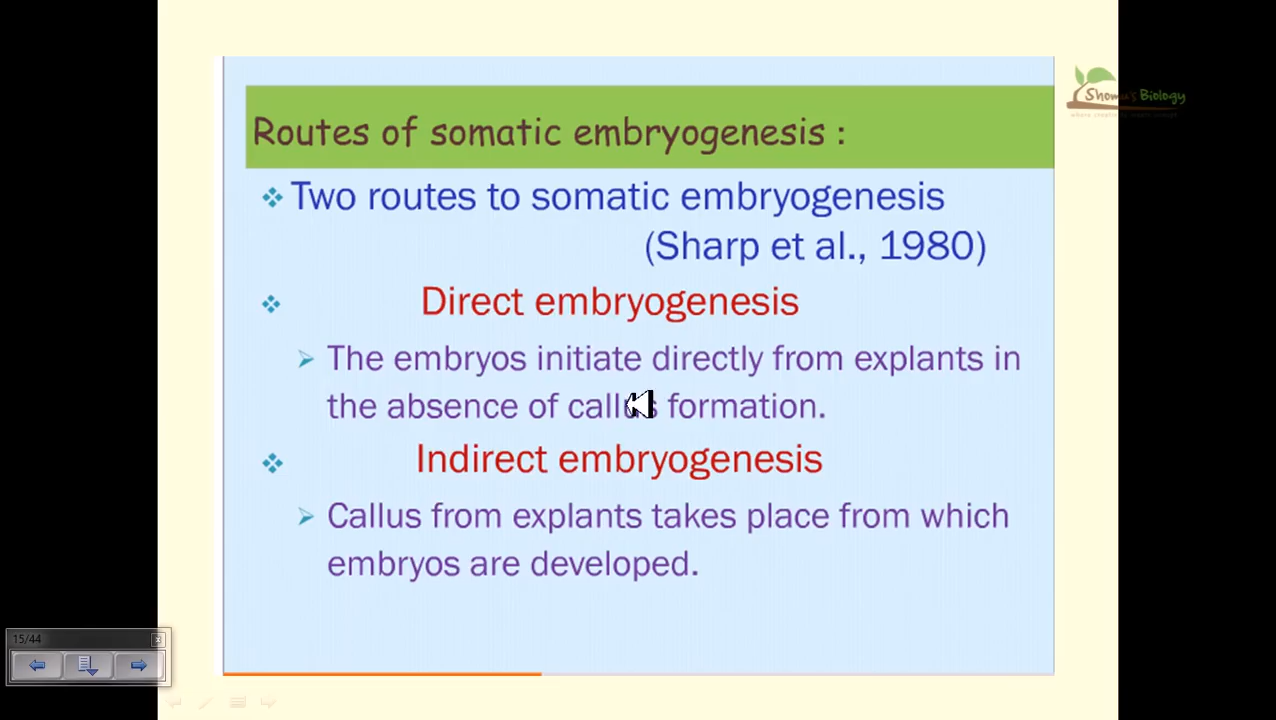 Shomu's Biology
Routes of somatic embryogenesis :
Two routes to somatic embryogenesis
(Sharp et al., 1980)
Direct embryogenesis
The embryos initiate directly from explants in
the absence of callus formation.
Indirect embryogenesis
Callus from explants takes place from which
embryos are developed.
15/44